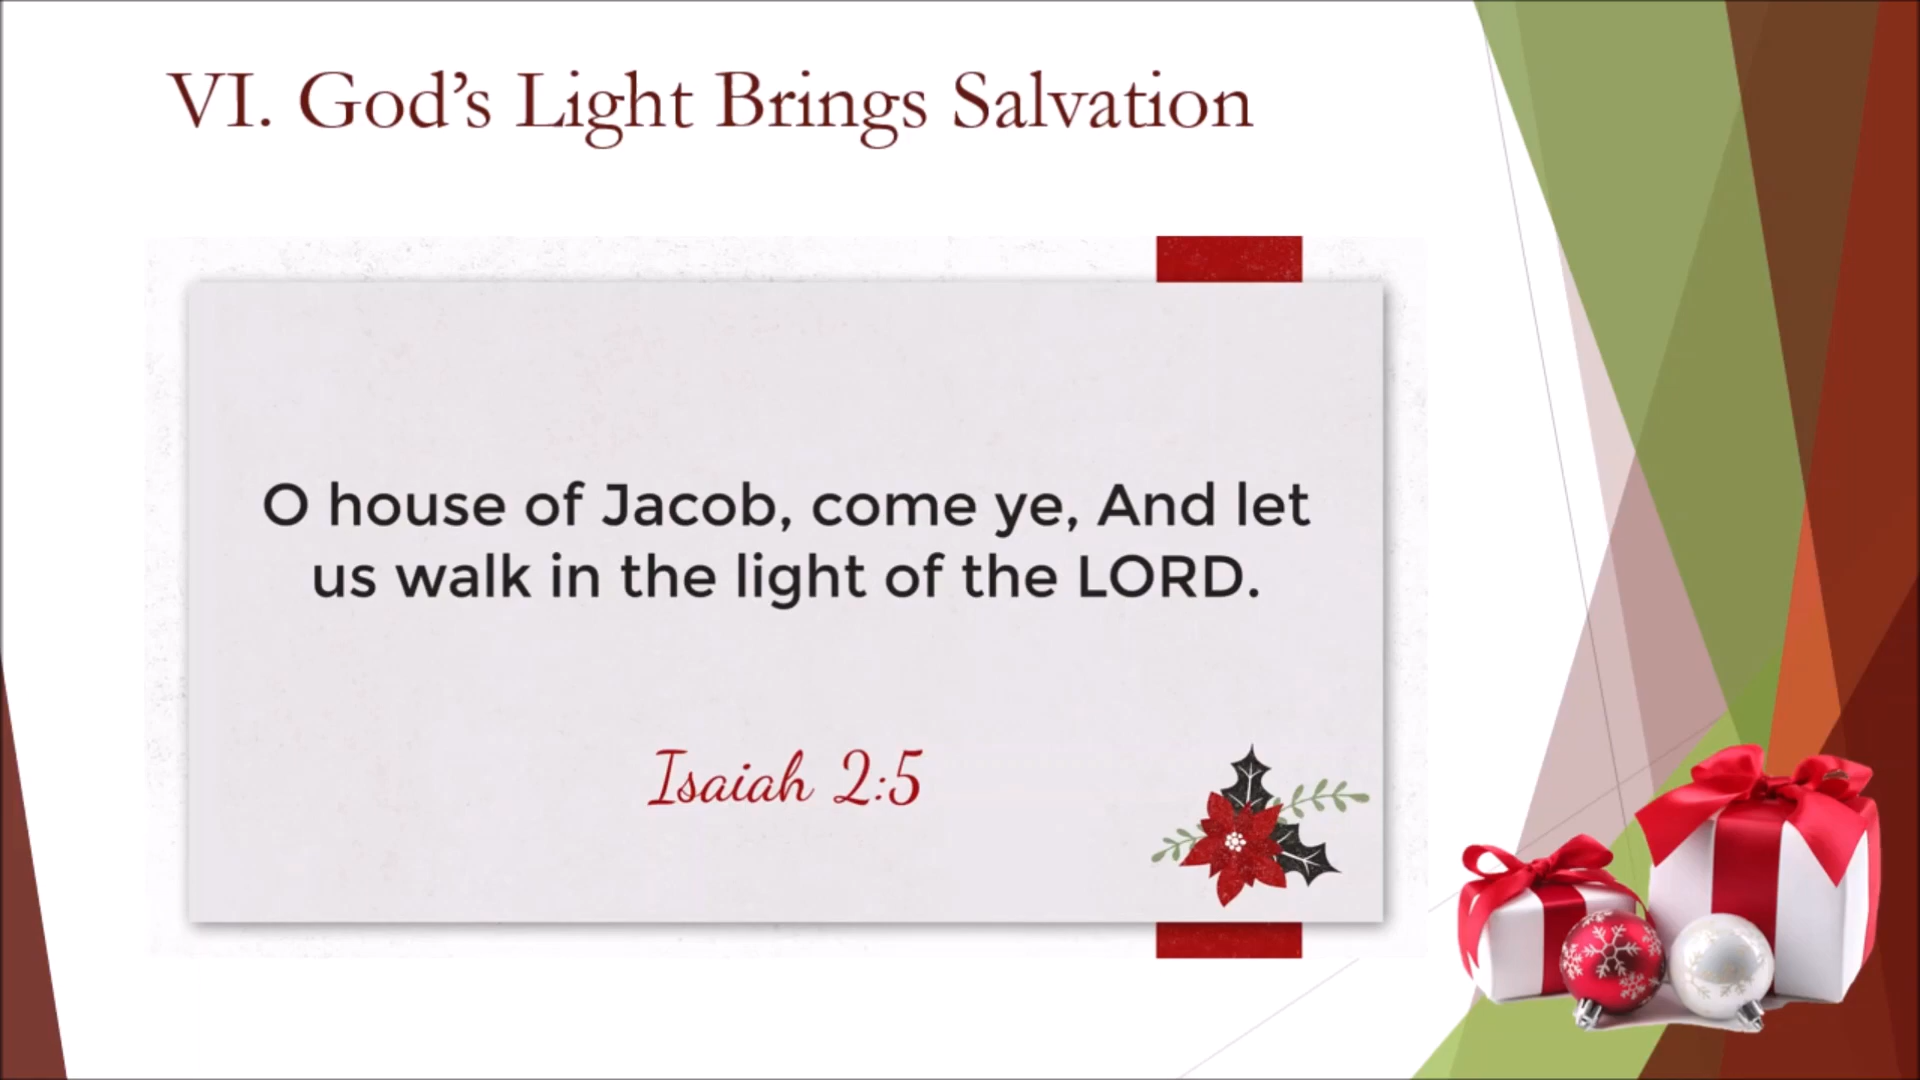 VI. God’s Light Brings Salvation
O house of Jacob, come ye, And let
us walk in the light of the LORD.
Isaiah 2:5